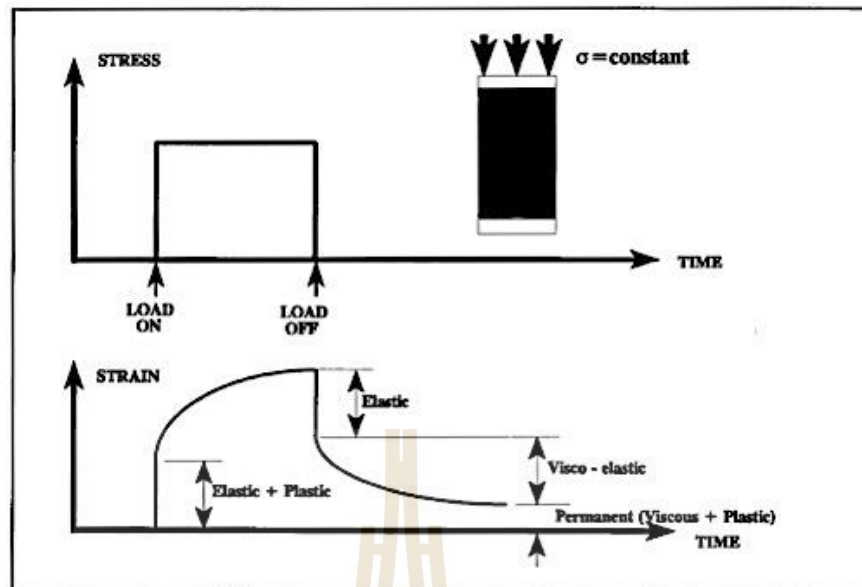 STRESS
σ=constant
TIME
LOAD
ON
LOAD
OFF
STRAIN
Elastic
Elastic + Plastic
Visco - elastic
Permanent (Viscous + Plastic)
TIME